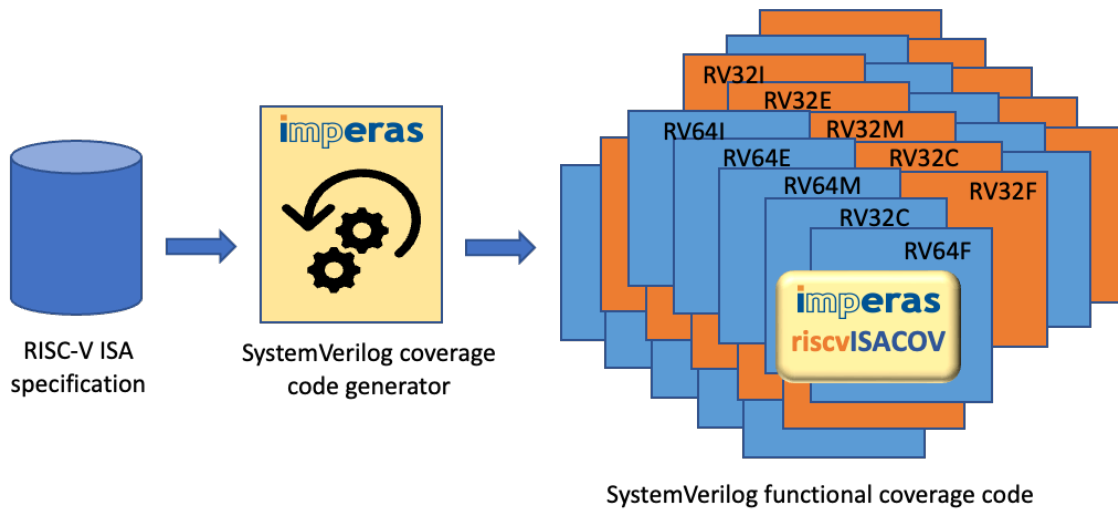 imperas
RISC-V ISA
specification
SystemVerilog coverage
code generator
RV32I
RV32E
RV64I
RV32M
RV64E
RV32C
RV64M
RV32F
RV32C
RV64F
imperas
riscvISACOV
SystemVerilog functional coverage code